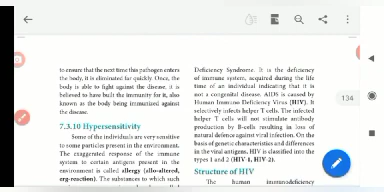 to ensure that the next time this pathogen enters
the body, it is eliminated far quickly. Once, the
body is able to fight against the disease, it is
believed to have built the immunity for it, also
known as the body being immunized against
the disease.
7.3.10 Hypersensitivity
Some of the individuals are very sensitive
to some particles present in the environment.
The exaggerated response of the immune
system to certain antigens present in the
environment is called allergy (allo-altered,
erg-reaction). The substances to which such
Deficiency Syndrome. It is the deficiency
of immune system, acquired during the life
time of an individual indicating that it is
not a congenital disease. AIDS is caused by
Human Immuno Deficiency Virus (HIV). It
selectively infects helper T cells. The infected
helper T cells will not stimulate antibody
production by B-cells resulting in loss of
natural defence against viral infection. On the
basis of genetic characteristics and differences
in the viral antigens, HIV is classified into the
types 1 and 2 (HIV-1, HIV-2).
Structure of HIV
The human immunodeficiency
134